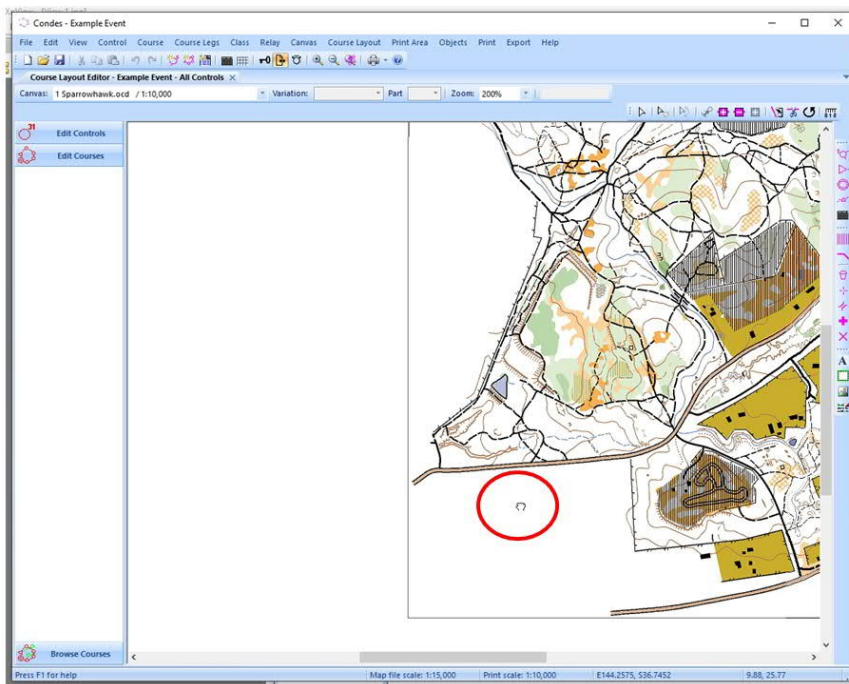 Condes - Example Event
File Edit View Control Course Course Legs Class Relay Canvas Course Layout Print Area Objects Print Export Help
Course Layout Editor - Example Event - All Controls
Canvas: 1 Sparrowhawk.ocd / 1:10,000 Variation: Part Zoom: 200%
31
Edit Controls
Edit Courses
A
Browse Courses
Press F1 for help Map file scale: 1:15,000 Print scale: 1:10,000 E144.2575, S36.7452 9.88, 25.77